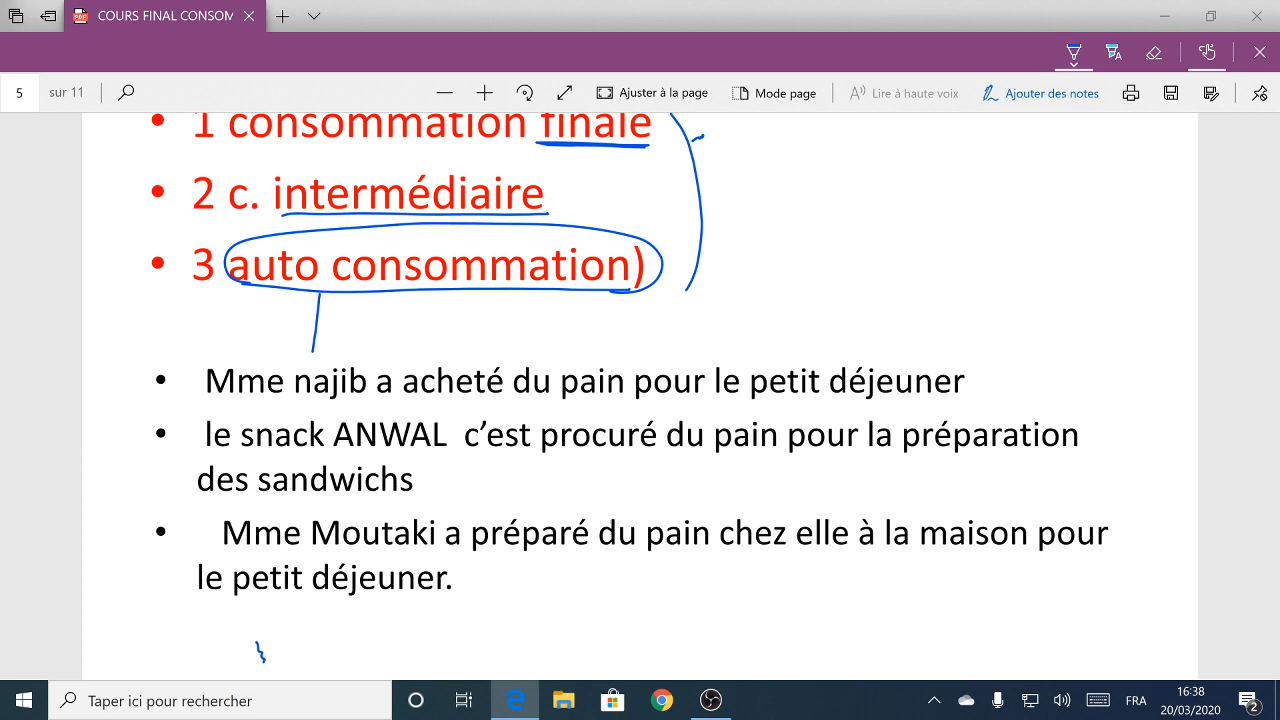 COURS FINAL CONSOM
5 sur 11
Ajuster à la page
Mode page
Lire à haute voix
Ajouter des notes
• 1 consommation finale
• 2 c. intermédiaire
• 3 auto consommation)
• Mme najib a acheté du pain pour le petit déjeuner
• le snack ANWAL c’est procuré du pain pour la préparation
des sandwichs
• Mme Moutaki a préparé du pain chez elle à la maison pour
le petit déjeuner.
Taper ici pour rechercher
FRA
16:38
20/03/2020
2